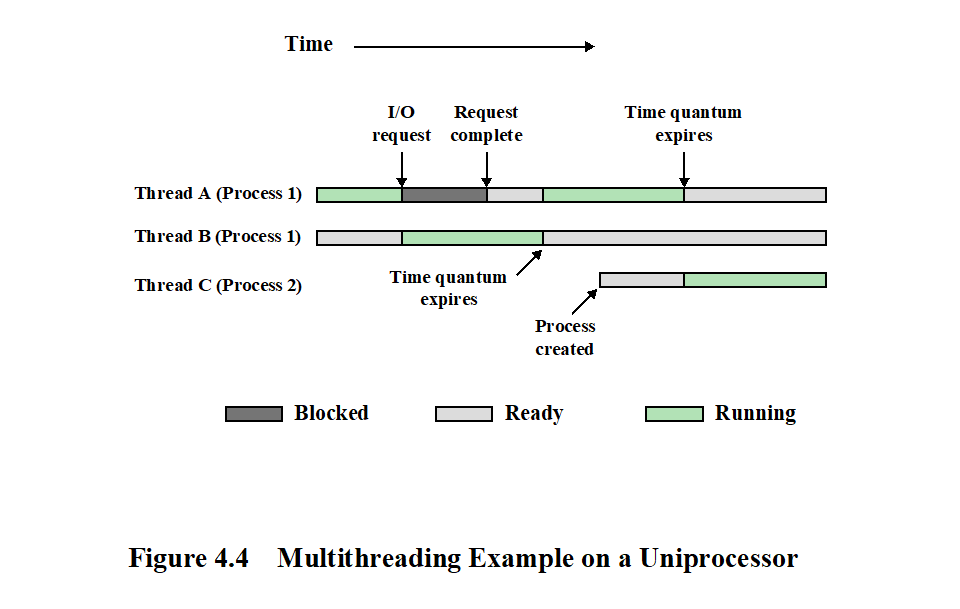 Time
I/O
request
Request
complete
Time quantum
expires
Thread A (Process 1)
Thread B (Process 1)
Time quantum
expires
Thread C (Process 2)
Process
created
Blocked
Ready
Running
Figure 4.4 Multithreading Example on a Uniprocessor